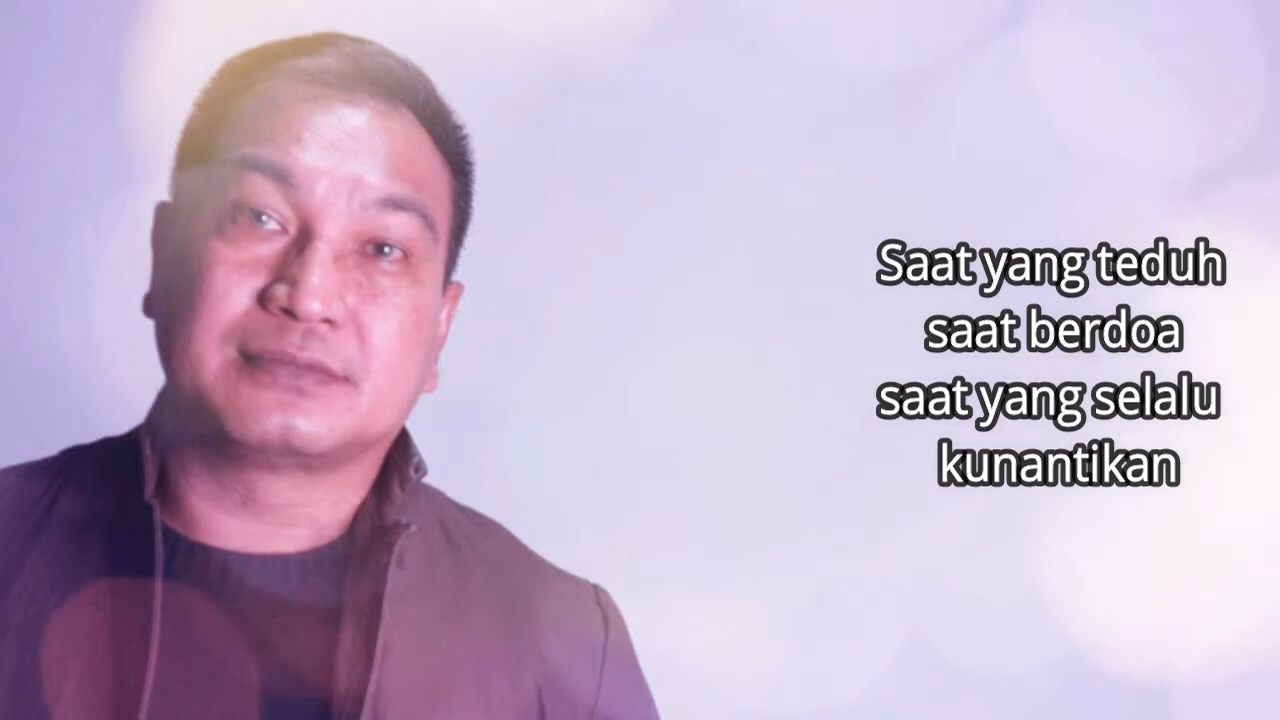 Saat yang teduh
saat berdoa
saat yang selalu
kunantikan